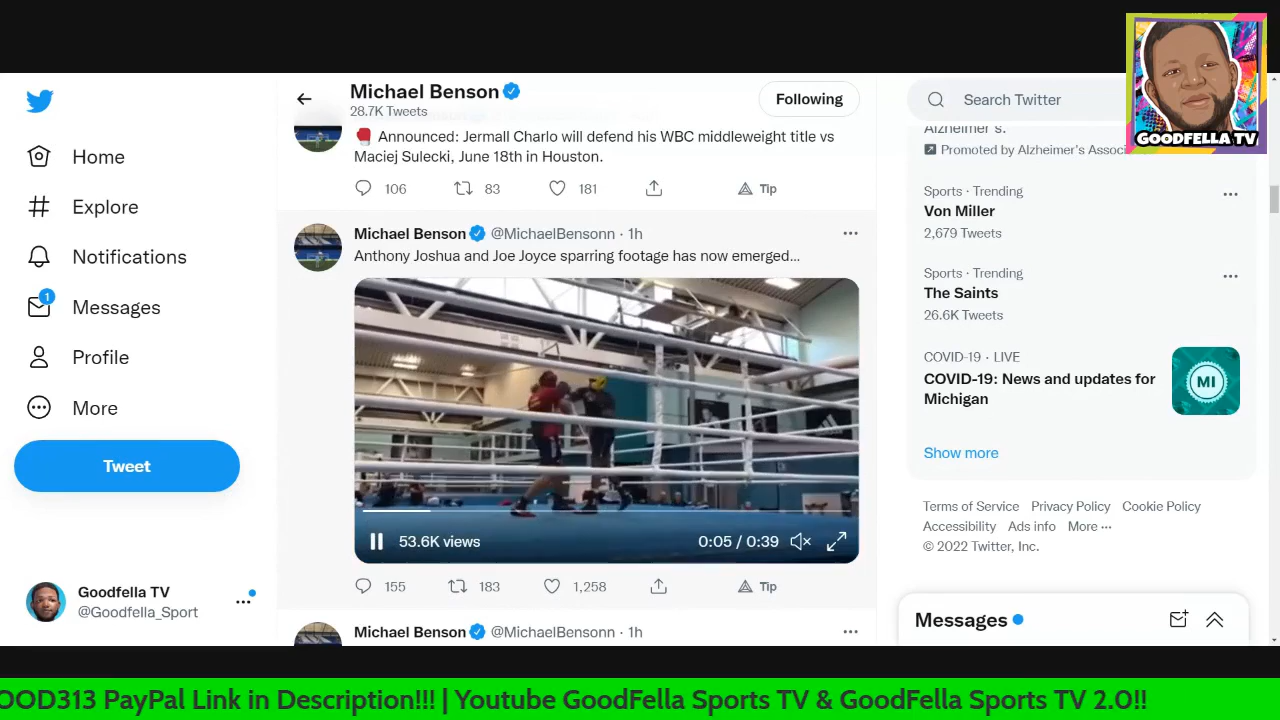 Home
Explore
Notifications
1
Messages
Profile
More
Tweet
Goodfella TV
@Goodfella_Sport
Michael Benson
28.7K Tweets
Following
Announced: Jermall Charlo will defend his WBC middleweight title vs
Maciej Sulecki, June 18th in Houston.
106 83 181 Tip
Michael Benson @MichaelBensonn · 1h
Anthony Joshua and Joe Joyce sparring footage has now emerged...
53.6K views 0:05 / 0:39
155 183 1,258 Tip
Michael Benson @MichaelBensonn · 1h
Search Twitter
GOODFELLA TV
Alzheimer's.
Promoted by Alzheimer's Associ
Sports · Trending
Von Miller
2,679 Tweets
Sports · Trending
The Saints
26.6K Tweets
COVID-19 · LIVE
COVID-19: News and updates for
Michigan
MI
Show more
Terms of Service Privacy Policy Cookie Policy
Accessibility Ads info More ···
© 2022 Twitter, Inc.
Messages
OOD313 PayPal Link in Description!!! | Youtube GoodFella Sports TV & GoodFella Sports TV 2.0!!